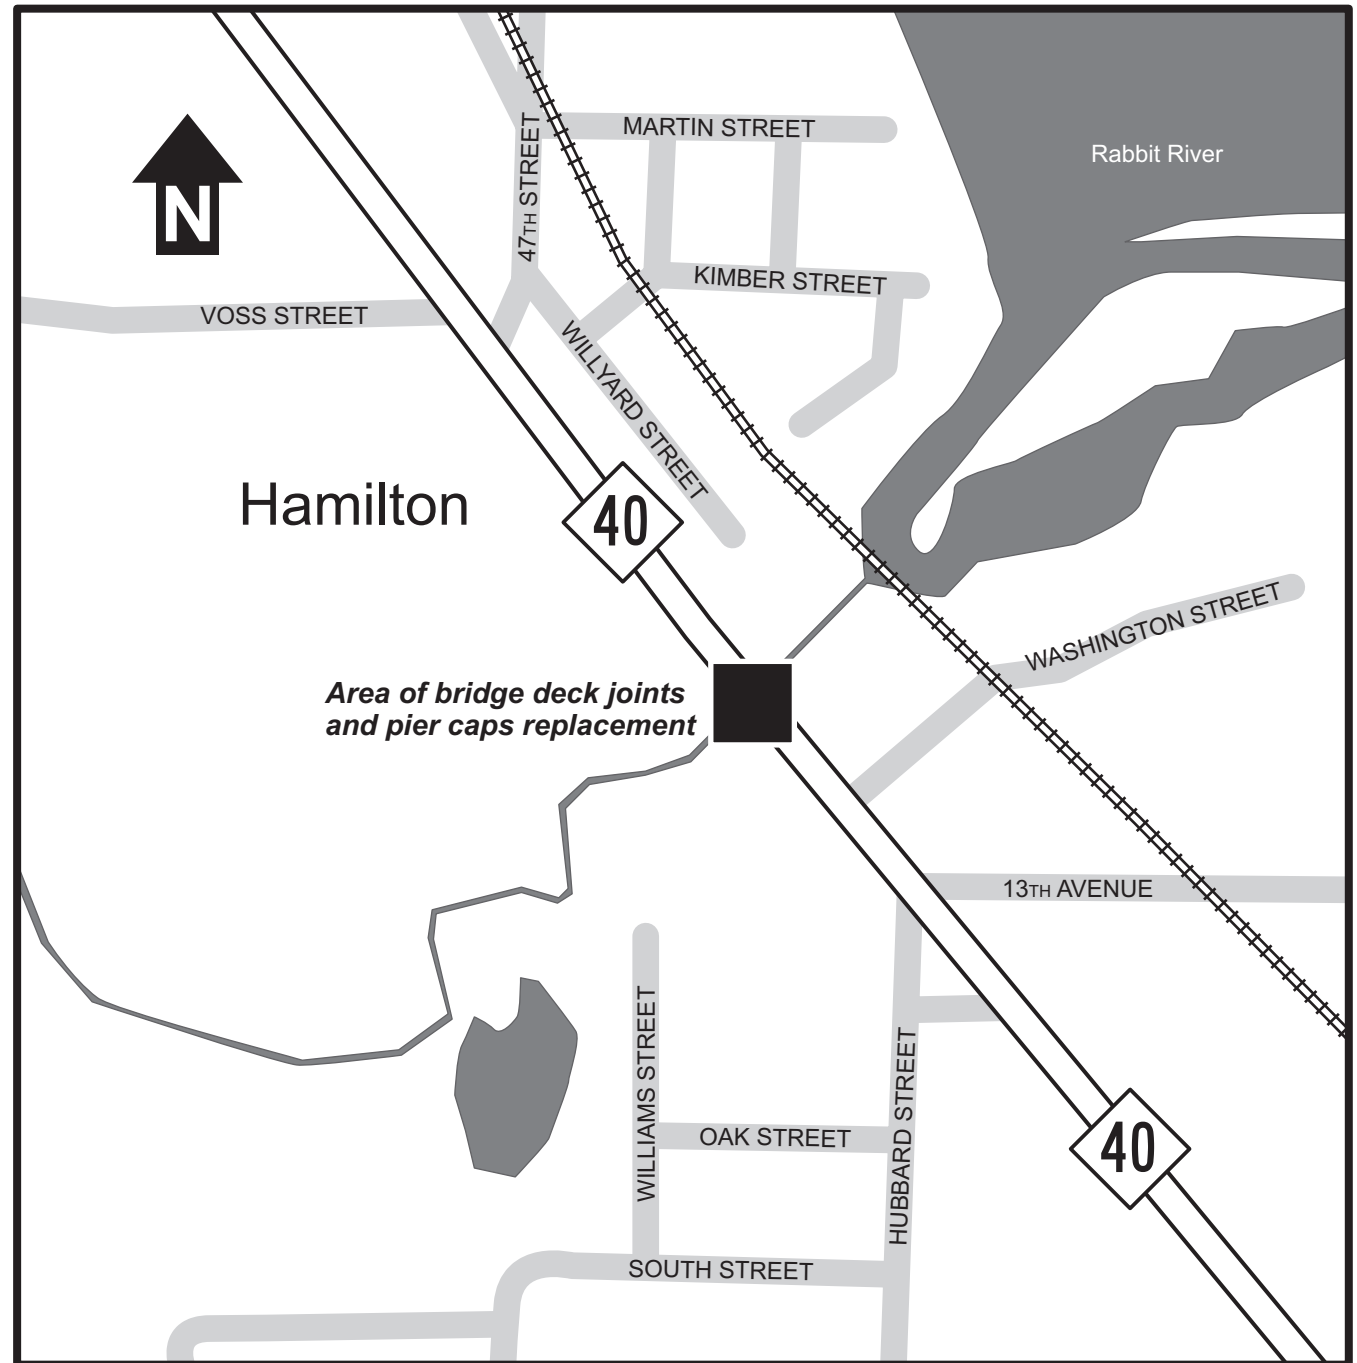 MARTIN STREET
Rabbit River
47TH STREET
N
KIMBER STREET
VOSS STREET
WILLYARD STREET
Hamilton
40
WASHINGTON STREET
Area of bridge deck joints
and pier caps replacement
13TH AVENUE
WILLIAMS STREET
HUBBARD STREET
OAK STREET
40
SOUTH STREET